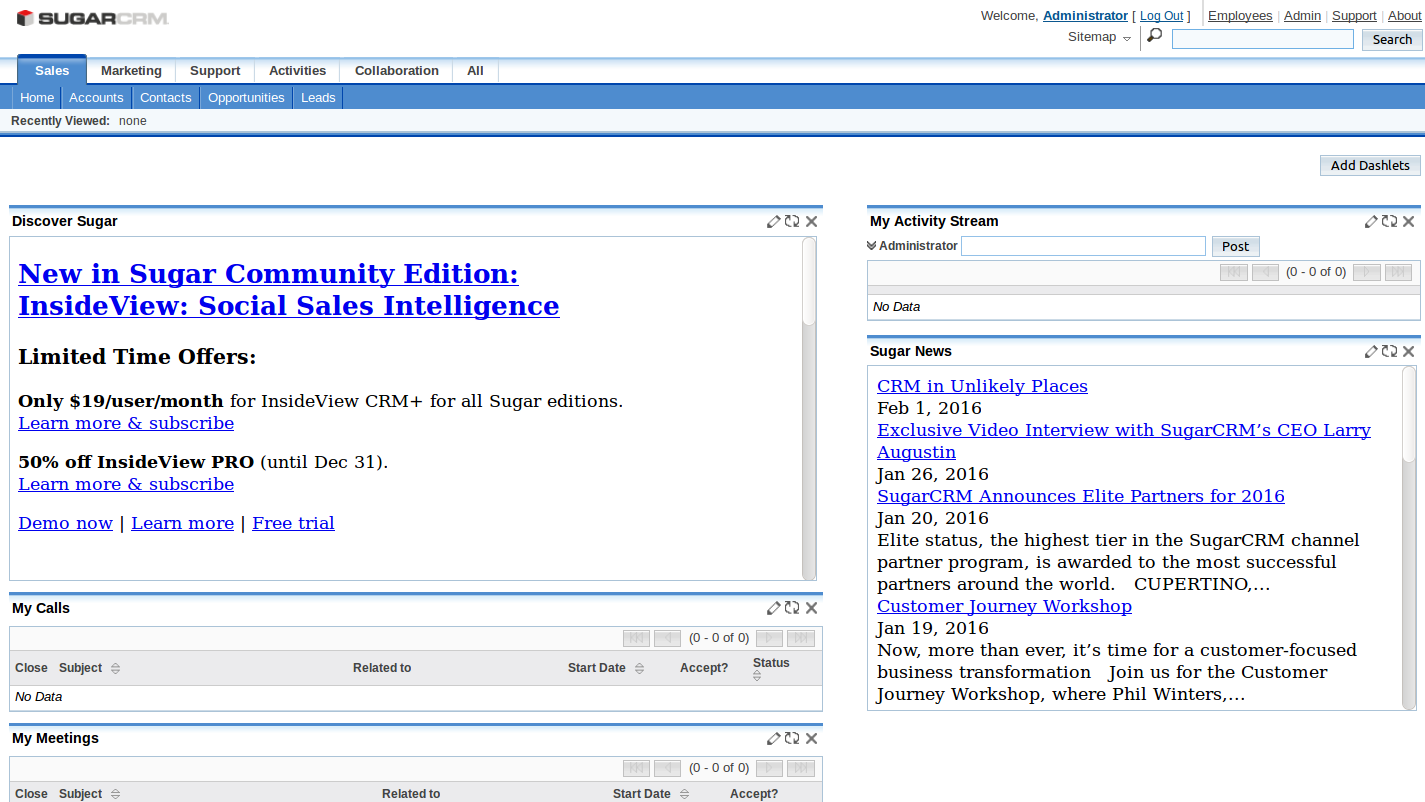 SUGARCRM
Welcome, Administrator [ Log Out ] Employees | Admin | Support | About
Sitemap Search
Sales Marketing Support Activities Collaboration All
Home Accounts Contacts Opportunities Leads
Recently Viewed: none
Add Dashlets
Discover Sugar
New in Sugar Community Edition:
InsideView: Social Sales Intelligence
Limited Time Offers:
Only $19/user/month for InsideView CRM+ for all Sugar editions.
Learn more & subscribe
50% off InsideView PRO (until Dec 31).
Learn more & subscribe
Demo now | Learn more | Free trial
My Calls
(0 - 0 of 0)
Close Subject Related to Start Date Accept? Status
No Data
My Meetings
(0 - 0 of 0)
Close Subject Related to Start Date Accept?
My Activity Stream
Administrator Post
(0 - 0 of 0)
No Data
Sugar News
CRM in Unlikely Places
Feb 1, 2016
Exclusive Video Interview with SugarCRM’s CEO Larry
Augustin
Jan 26, 2016
SugarCRM Announces Elite Partners for 2016
Jan 20, 2016
Elite status, the highest tier in the SugarCRM channel
partner program, is awarded to the most successful
partners around the world. CUPERTINO,…
Customer Journey Workshop
Jan 19, 2016
Now, more than ever, it’s time for a customer-focused
business transformation Join us for the Customer
Journey Workshop, where Phil Winters,…